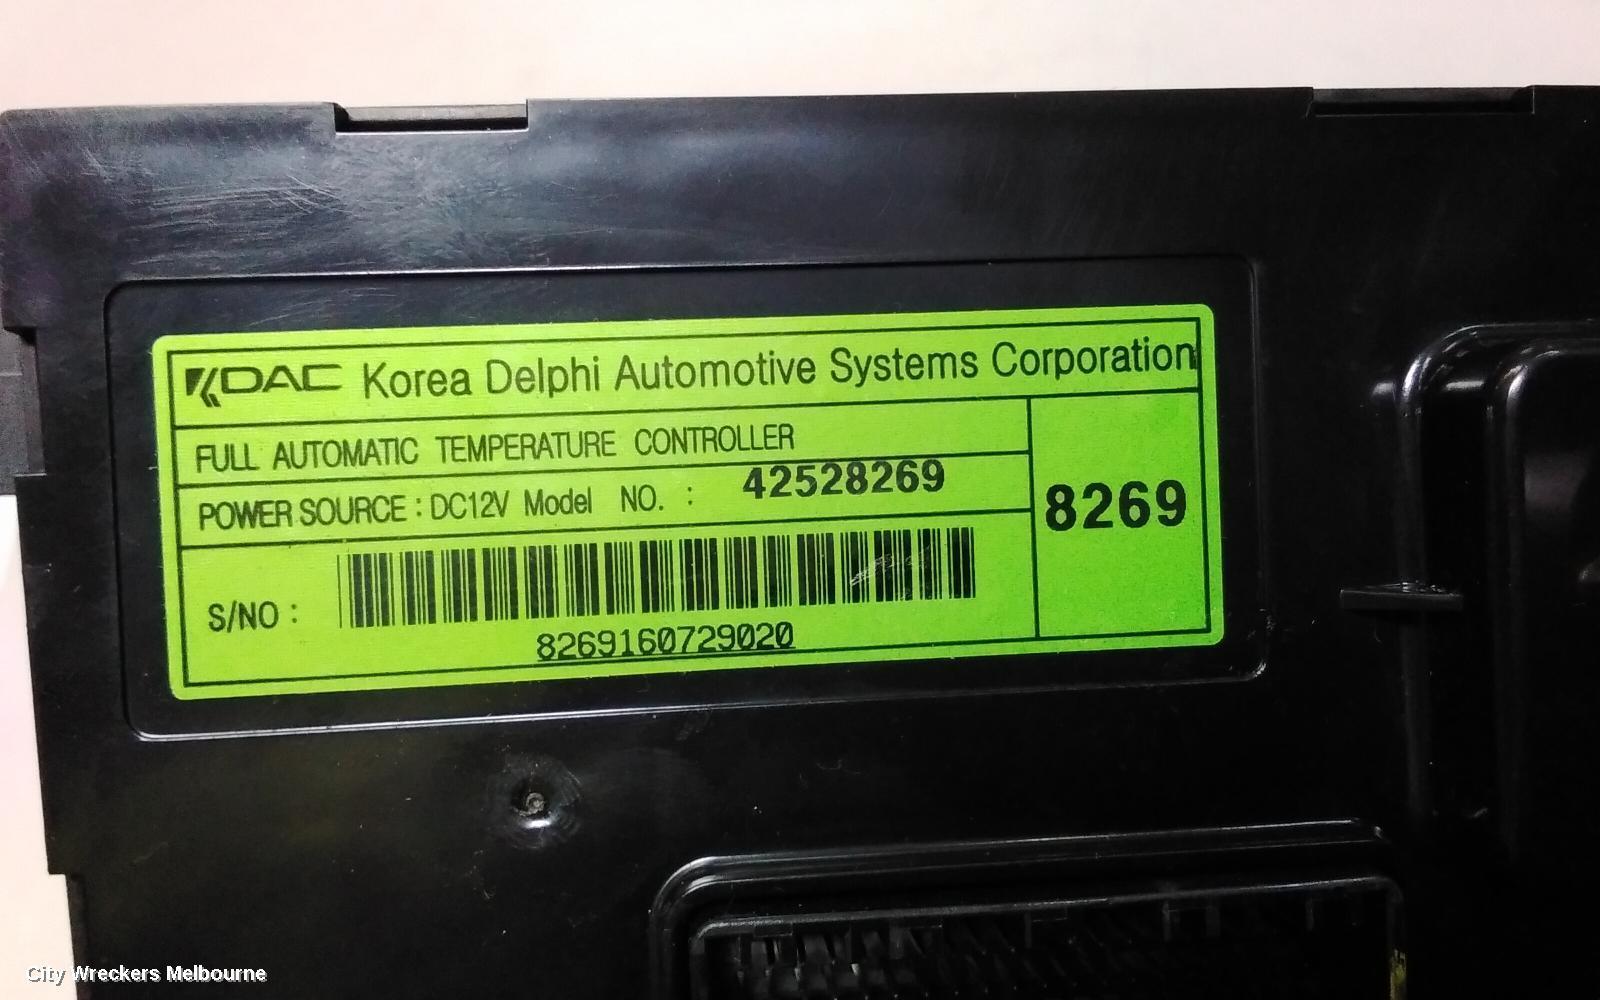 KDAC Korea Delphi Automotive Systems Corporation
FULL AUTOMATIC TEMPERATURE CONTROLLER
POWER SOURCE : DC12V Model NO. : 42528269
8269
S/NO :
8269160729020
City Wreckers Melbourne